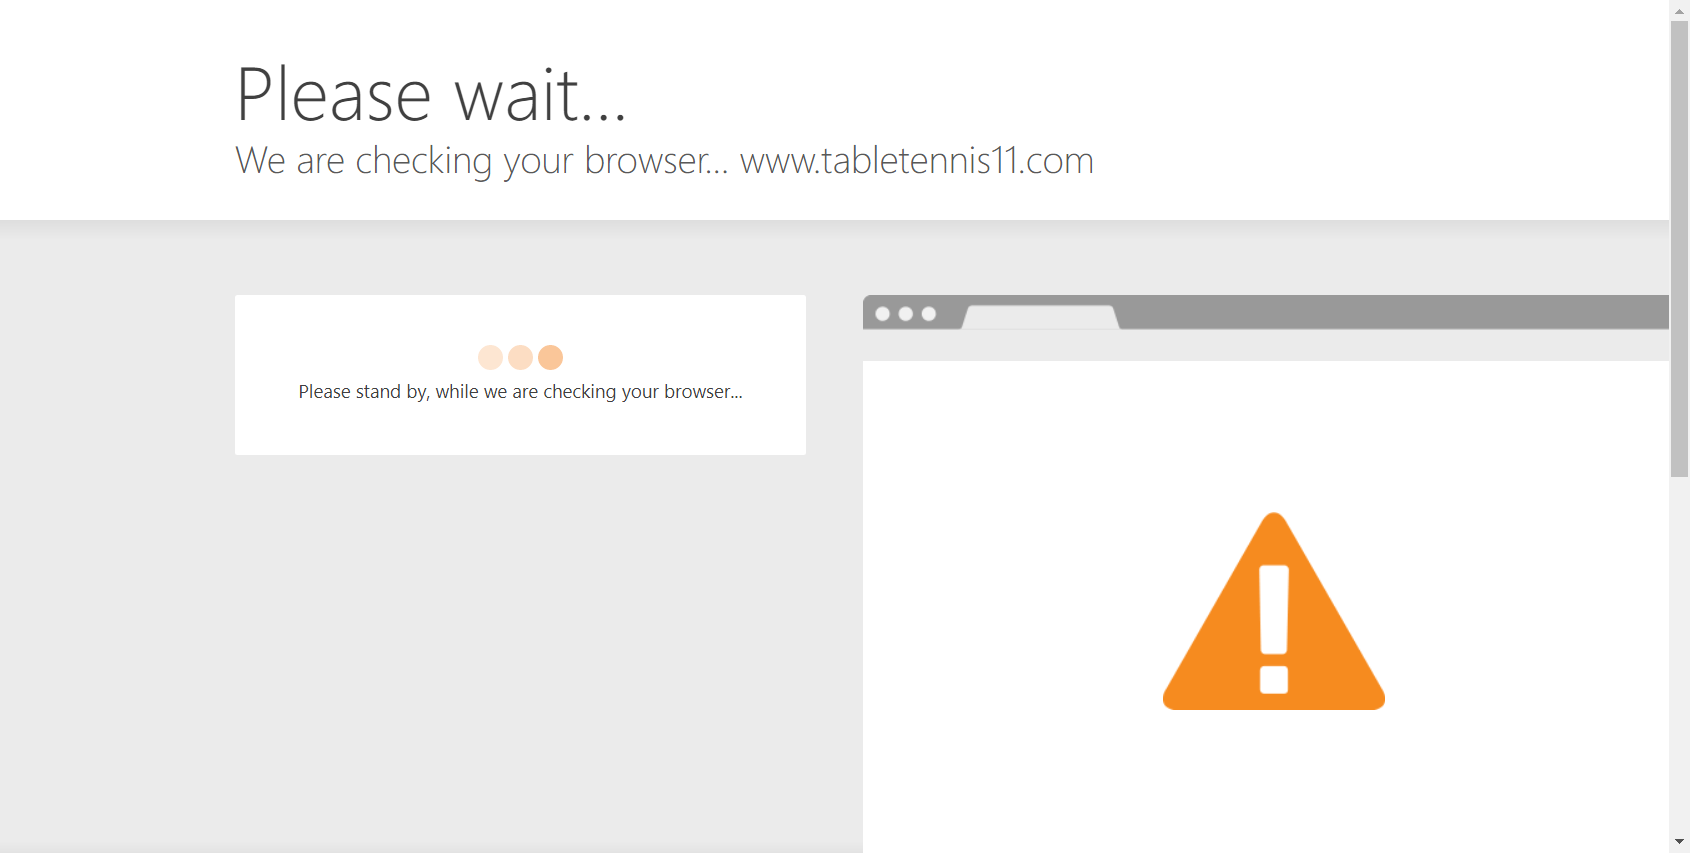 Please wait...
We are checking your browser... www.tabletennis11.com
Please stand by, while we are checking your browser...